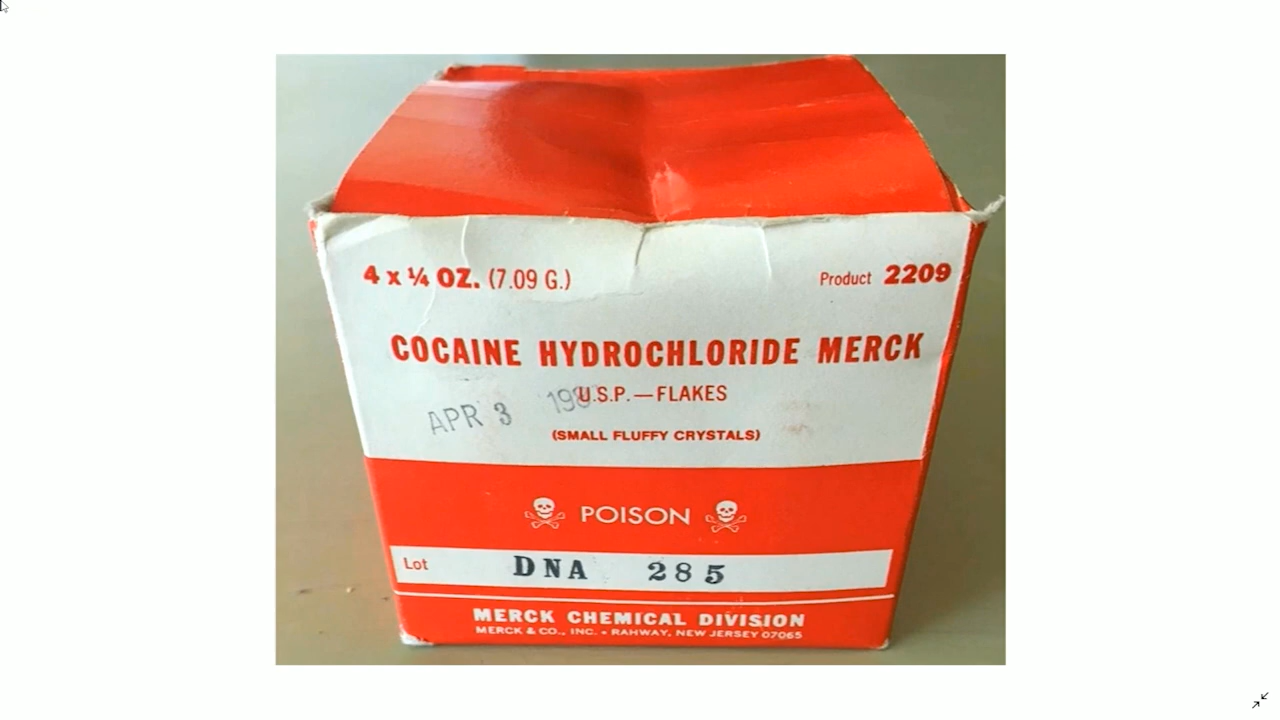 4 x ¼ OZ. (7.09 G.) Product 2209
COCAINE HYDROCHLORIDE MERCK
U.S.P.—FLAKES
APR 3
(SMALL FLUFFY CRYSTALS)
POISON
Lot DNA 285
MERCK CHEMICAL DIVISION
MERCK & CO., INC. • RAHWAY, NEW JERSEY 07065